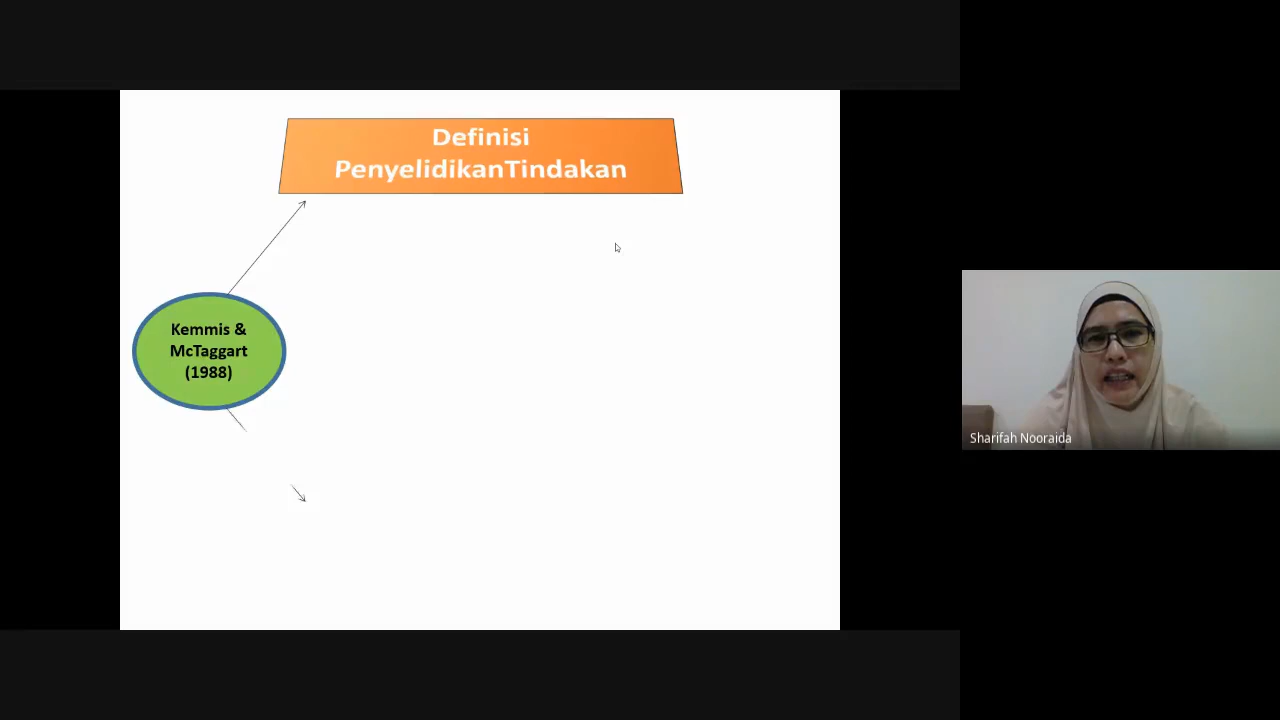 Definisi
PenyelidikanTindakan
Kemmis &
McTaggart
(1988)
Sharifah Nooraida